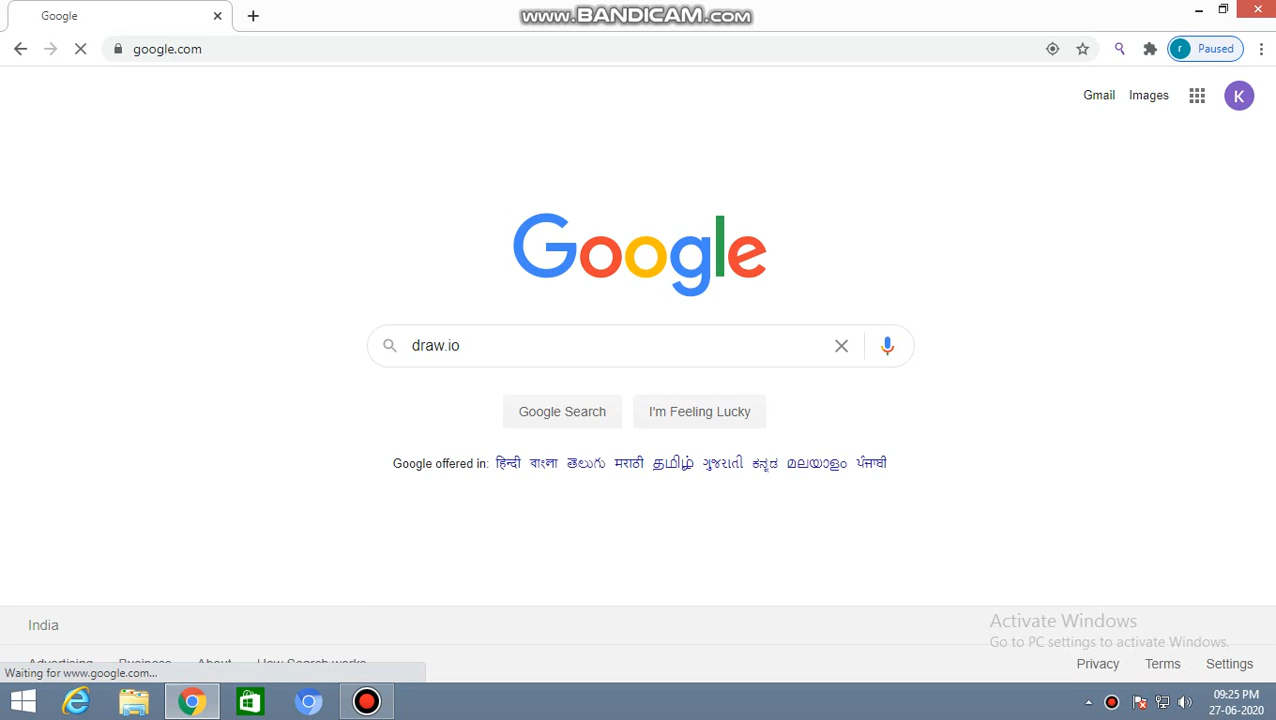 Google
www.BANDICAM.com
google.com
r Paused
Gmail Images K
Google
draw.io
Google Search I'm Feeling Lucky
Google offered in: हिन्दी বাংলা తెలుగు मराठी தமிழ் ગુજરાતી ಕನ್ನಡ മലയാളം ਪੰਜਾਬੀ
India
Activate Windows
Go to PC settings to activate Windows.
Advertising Business About How Search works
Privacy Terms Settings
Waiting for www.google.com...
09:25 PM
27-06-2020